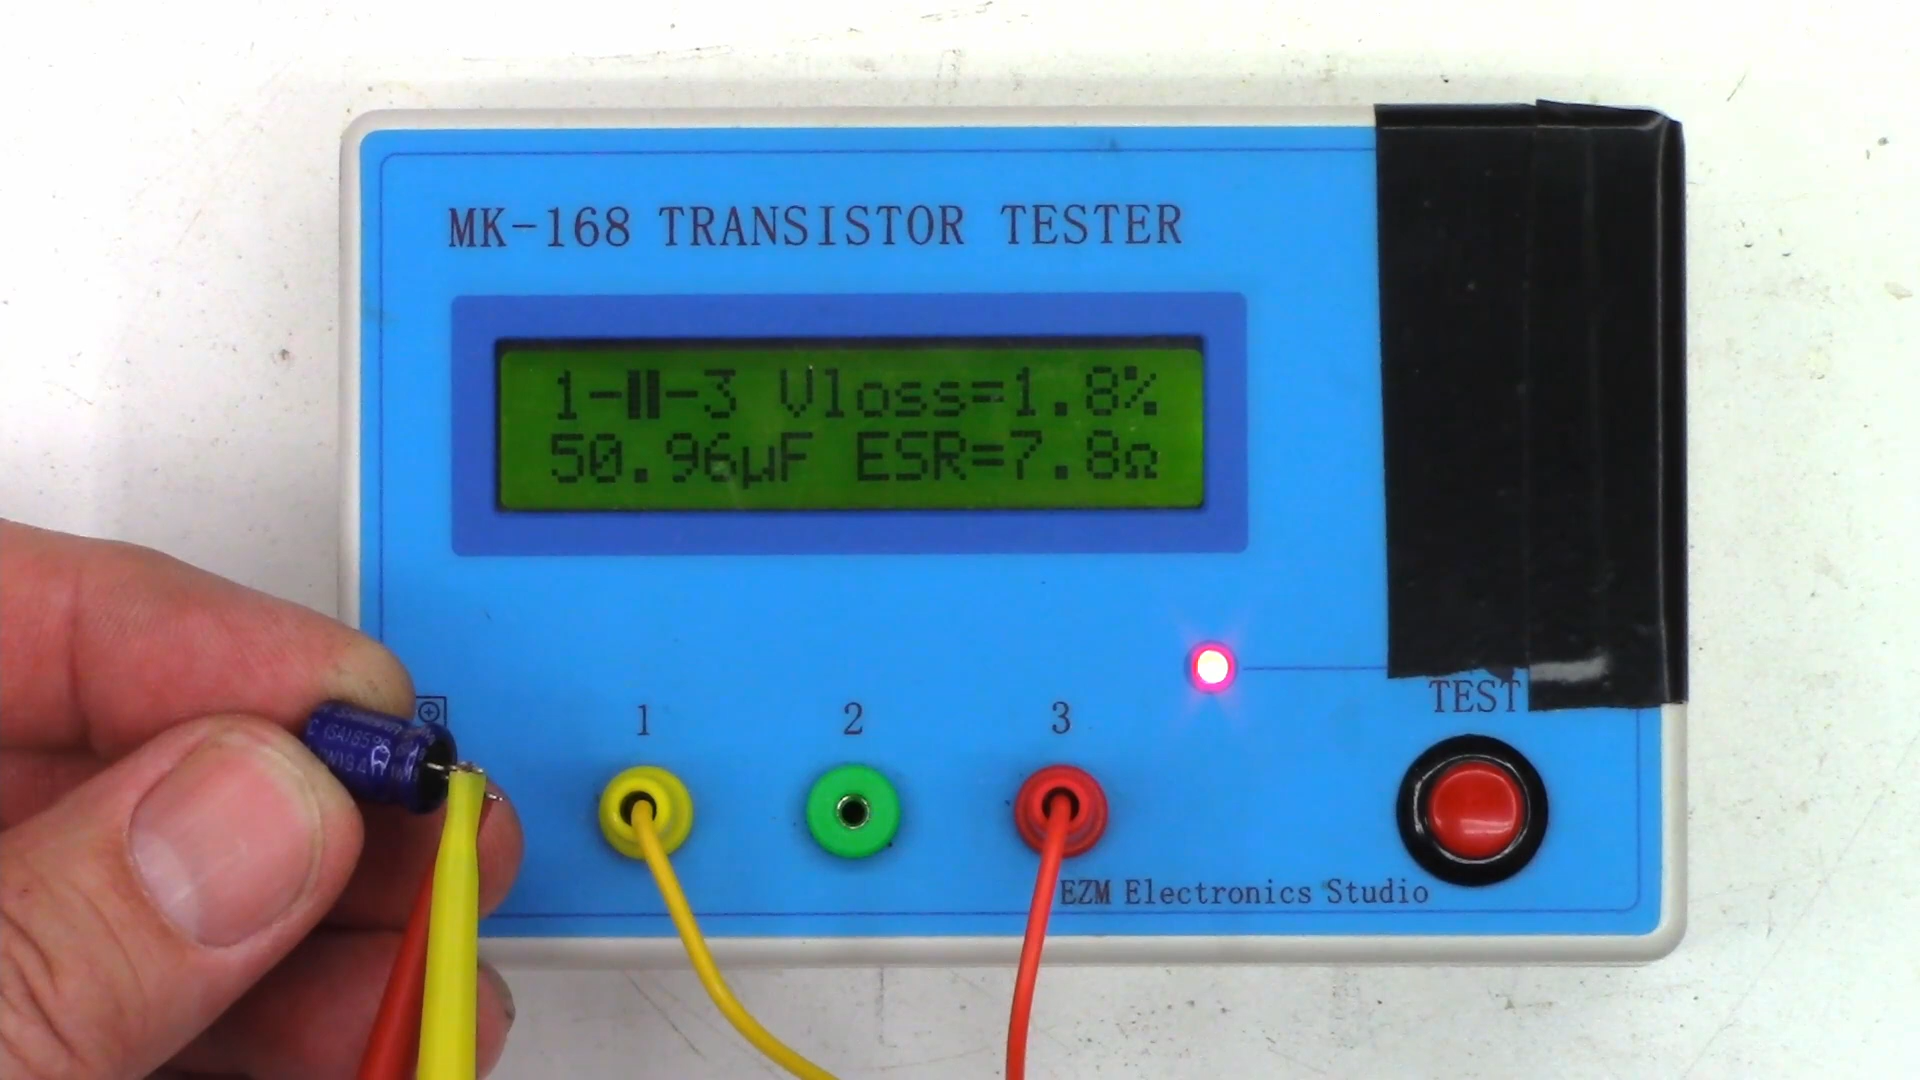 MK-168 TRANSISTOR TESTER
1-▮▮-3 Vloss=1.8%
50.96µF ESR=7.8Ω
1
2
3
TEST
EZM Electronics Studio